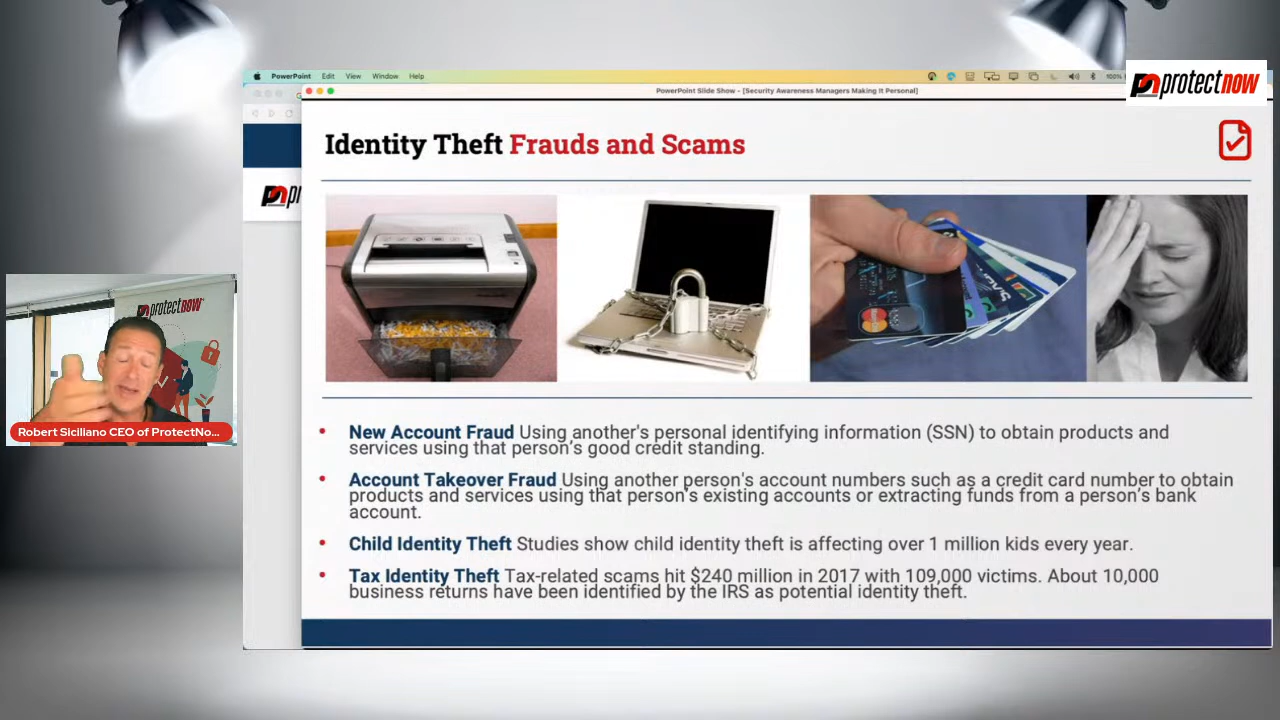 PowerPoint Edit View Window Help
100%
protectnow
PowerPoint Slide Show - [Security Awareness Managers Making It Personal]
Identity Theft Frauds and Scams
protectnow
Robert Siciliano CEO of ProtectNo...
New Account Fraud Using another's personal identifying information (SSN) to obtain products and
services using that person's good credit standing.
Account Takeover Fraud Using another person's account numbers such as a credit card number to obtain
products and services using that person's existing accounts or extracting funds from a person's bank
account.
Child Identity Theft Studies show child identity theft is affecting over 1 million kids every year.
Tax Identity Theft Tax-related scams hit $240 million in 2017 with 109,000 victims. About 10,000
business returns have been identified by the IRS as potential identity theft.